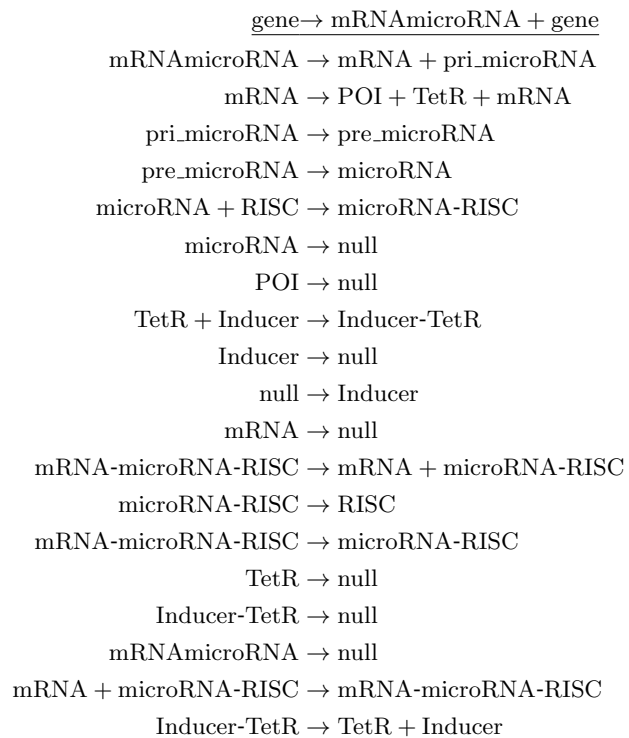 gene→ mRNAmicroRNA + gene
mRNAmicroRNA → mRNA + pri_microRNA
mRNA → POI + TetR + mRNA
pri_microRNA → pre_microRNA
pre_microRNA → microRNA
microRNA + RISC → microRNA-RISC
microRNA → null
POI → null
TetR + Inducer → Inducer-TetR
Inducer → null
null → Inducer
mRNA → null
mRNA-microRNA-RISC → mRNA + microRNA-RISC
microRNA-RISC → RISC
mRNA-microRNA-RISC → microRNA-RISC
TetR → null
Inducer-TetR → null
mRNAmicroRNA → null
mRNA + microRNA-RISC → mRNA-microRNA-RISC
Inducer-TetR → TetR + Inducer